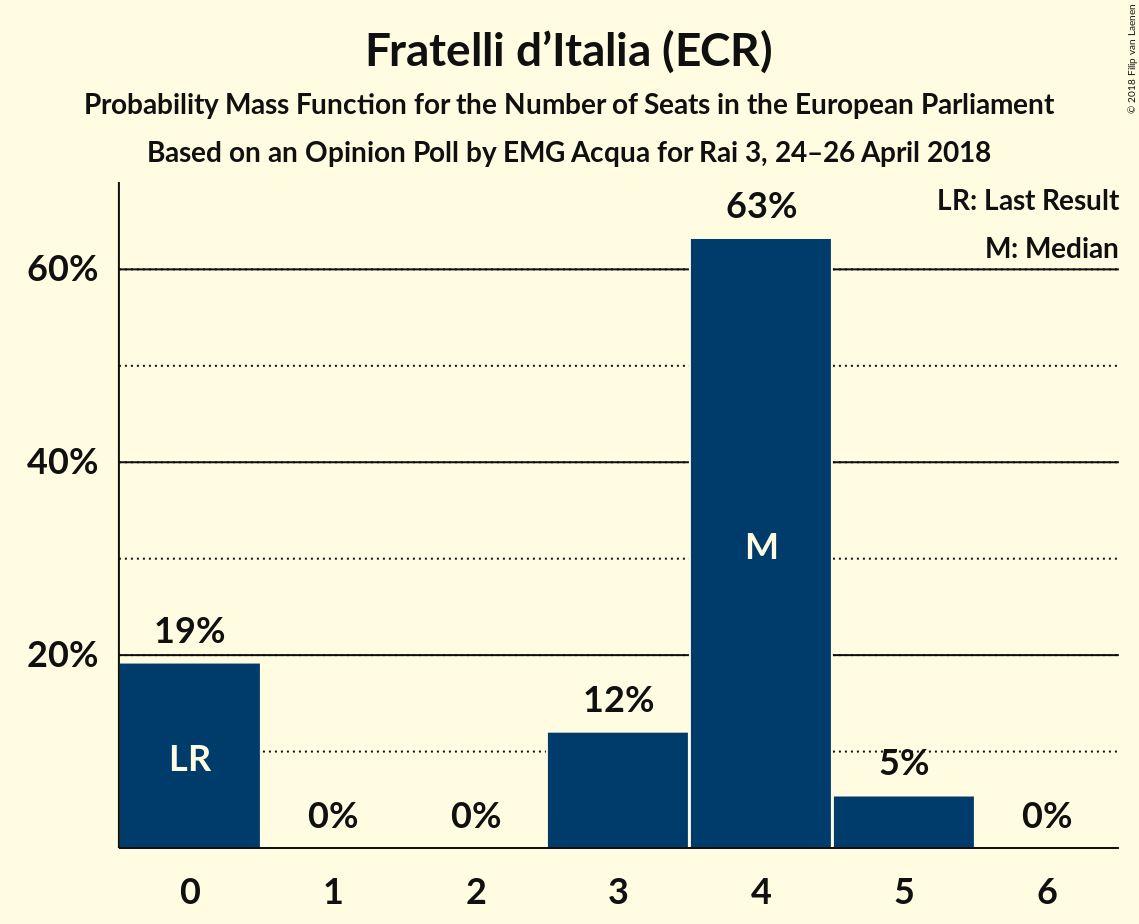 Fratelli d’Italia (ECR)
Probability Mass Function for the Number of Seats in the European Parliament
Based on an Opinion Poll by EMG Acqua for Rai 3, 24–26 April 2018
© 2018 Filip van Laenen
LR: Last Result
M: Median
63%
60%
40%
M
19%
20%
12%
LR
5%
0%
0%
0%
0 1 2 3 4 5 6